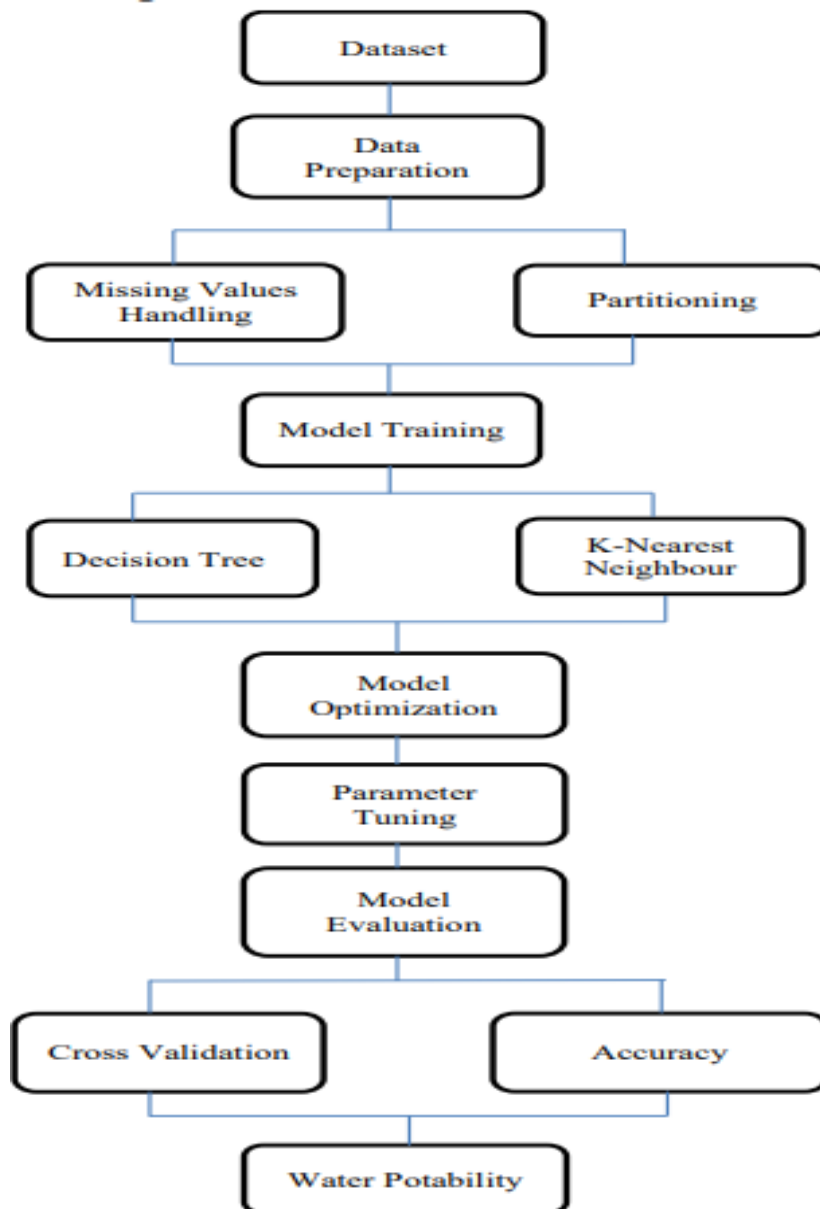 Dataset
Data
Preparation
Missing Values
Handling
Partitioning
Model Training
Decision Tree
K-Nearest
Neighbour
Model
Optimization
Parameter
Tuning
Model
Evaluation
Cross Validation
Accuracy
Water Potability